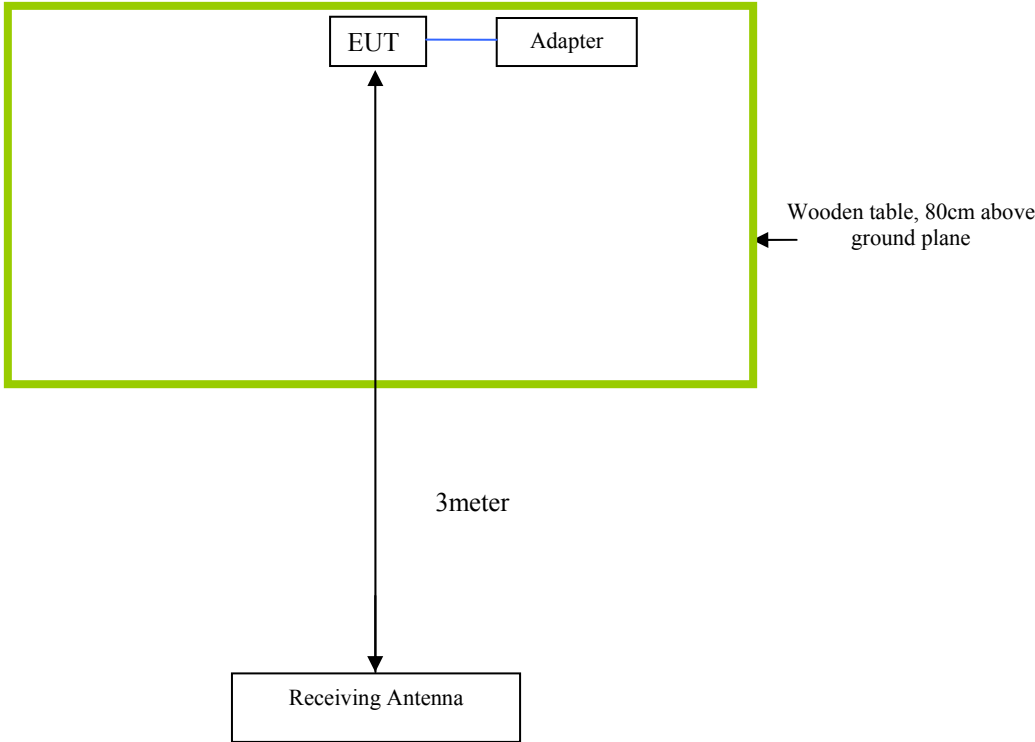 EUT
Adapter
Wooden table, 80cm above
ground plane
3meter
Receiving Antenna